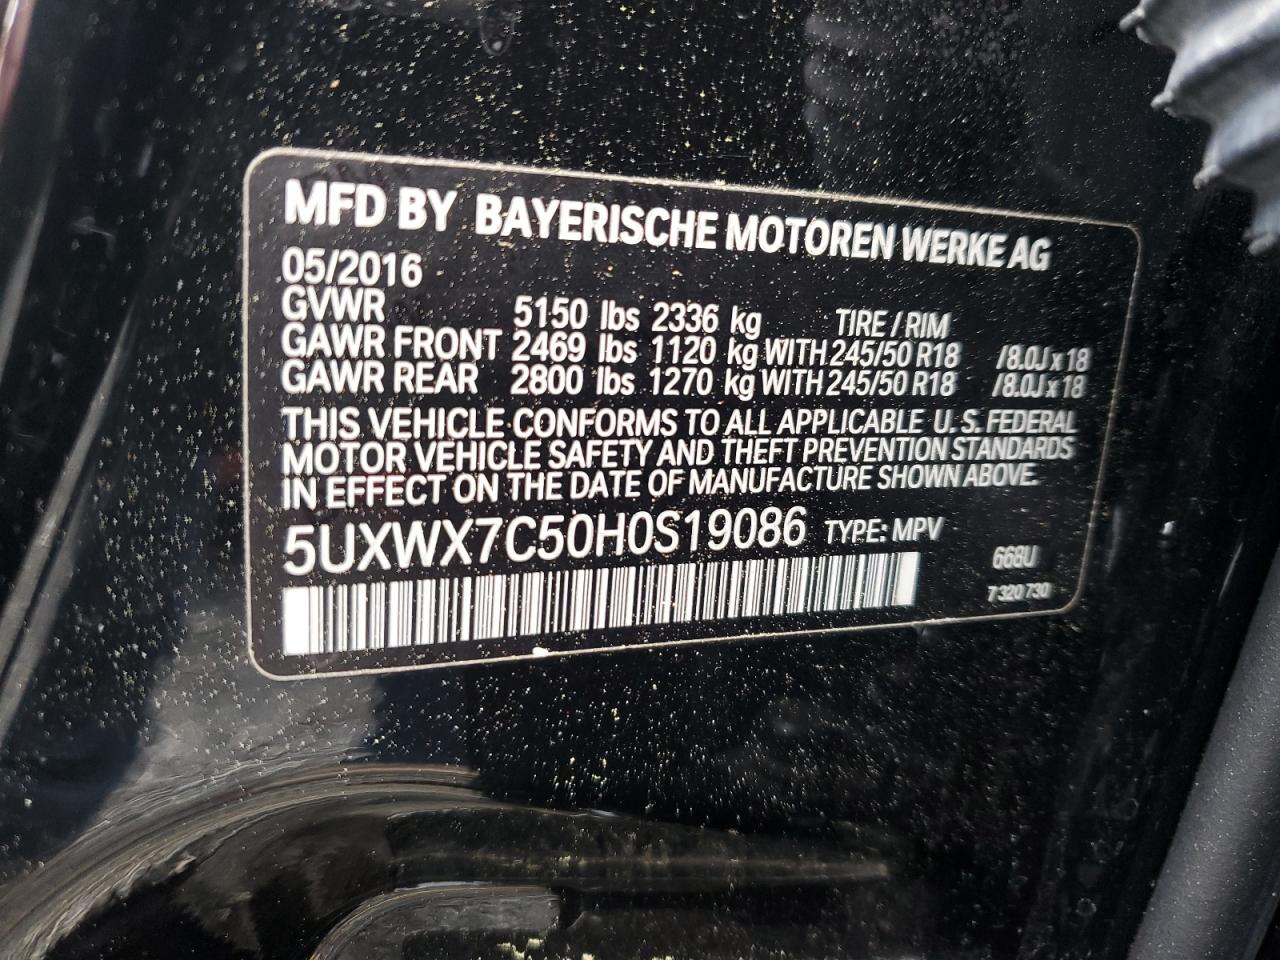 MFD BY BAYERISCHE MOTOREN WERKE AG
05/2016
GVWR 5150 lbs 2336 kg TIRE / RIM
GAWR FRONT 2469 lbs 1120 kg WITH 245/50 R18 /8.0J x 18
GAWR REAR 2800 lbs 1270 kg WITH 245/50 R18 /8.0J x 18
THIS VEHICLE CONFORMS TO ALL APPLICABLE U.S. FEDERAL
MOTOR VEHICLE SAFETY AND THEFT PREVENTION STANDARDS
IN EFFECT ON THE DATE OF MANUFACTURE SHOWN ABOVE.
5UXWX7C50H0S19086 TYPE: MPV
668U
7 320 730